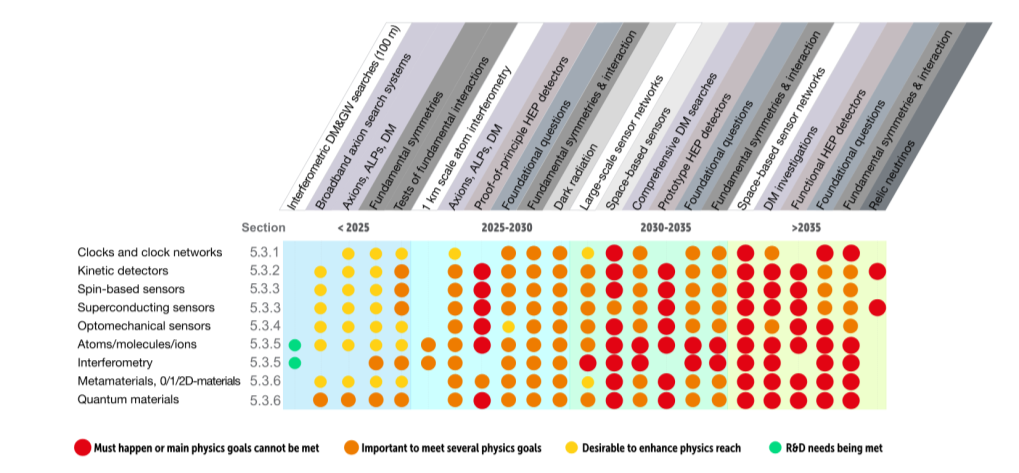 Interferometric DM&GW searches (100 m)
Broadband axion search systems
Axions, ALPs, DM
Fundamental symmetries
Tests of fundamental interactions
1 km scale atom interferometry
Axions, ALPs, DM
Proof-of-principle HEP detectors
Foundational questions
Fundamental symmetries & interaction
Dark radiation
Large-scale sensor networks
Space-based sensors
Comprehensive DM searches
Prototype HEP detectors
Foundational questions
Fundamental symmetries & interaction
Space-based sensor networks
DM investigations
Functional HEP detectors
Foundational questions
Fundamental symmetries & interaction
Relic neutrinos
Section < 2025 2025-2030 2030-2035 >2035
Clocks and clock networks 5.3.1
Kinetic detectors 5.3.2
Spin-based sensors 5.3.3
Superconducting sensors 5.3.3
Optomechanical sensors 5.3.4
Atoms/molecules/ions 5.3.5
Interferometry 5.3.5
Metamaterials, 0/1/2D-materials 5.3.6
Quantum materials 5.3.6
Must happen or main physics goals cannot be met Important to meet several physics goals Desirable to enhance physics reach R&D needs being met